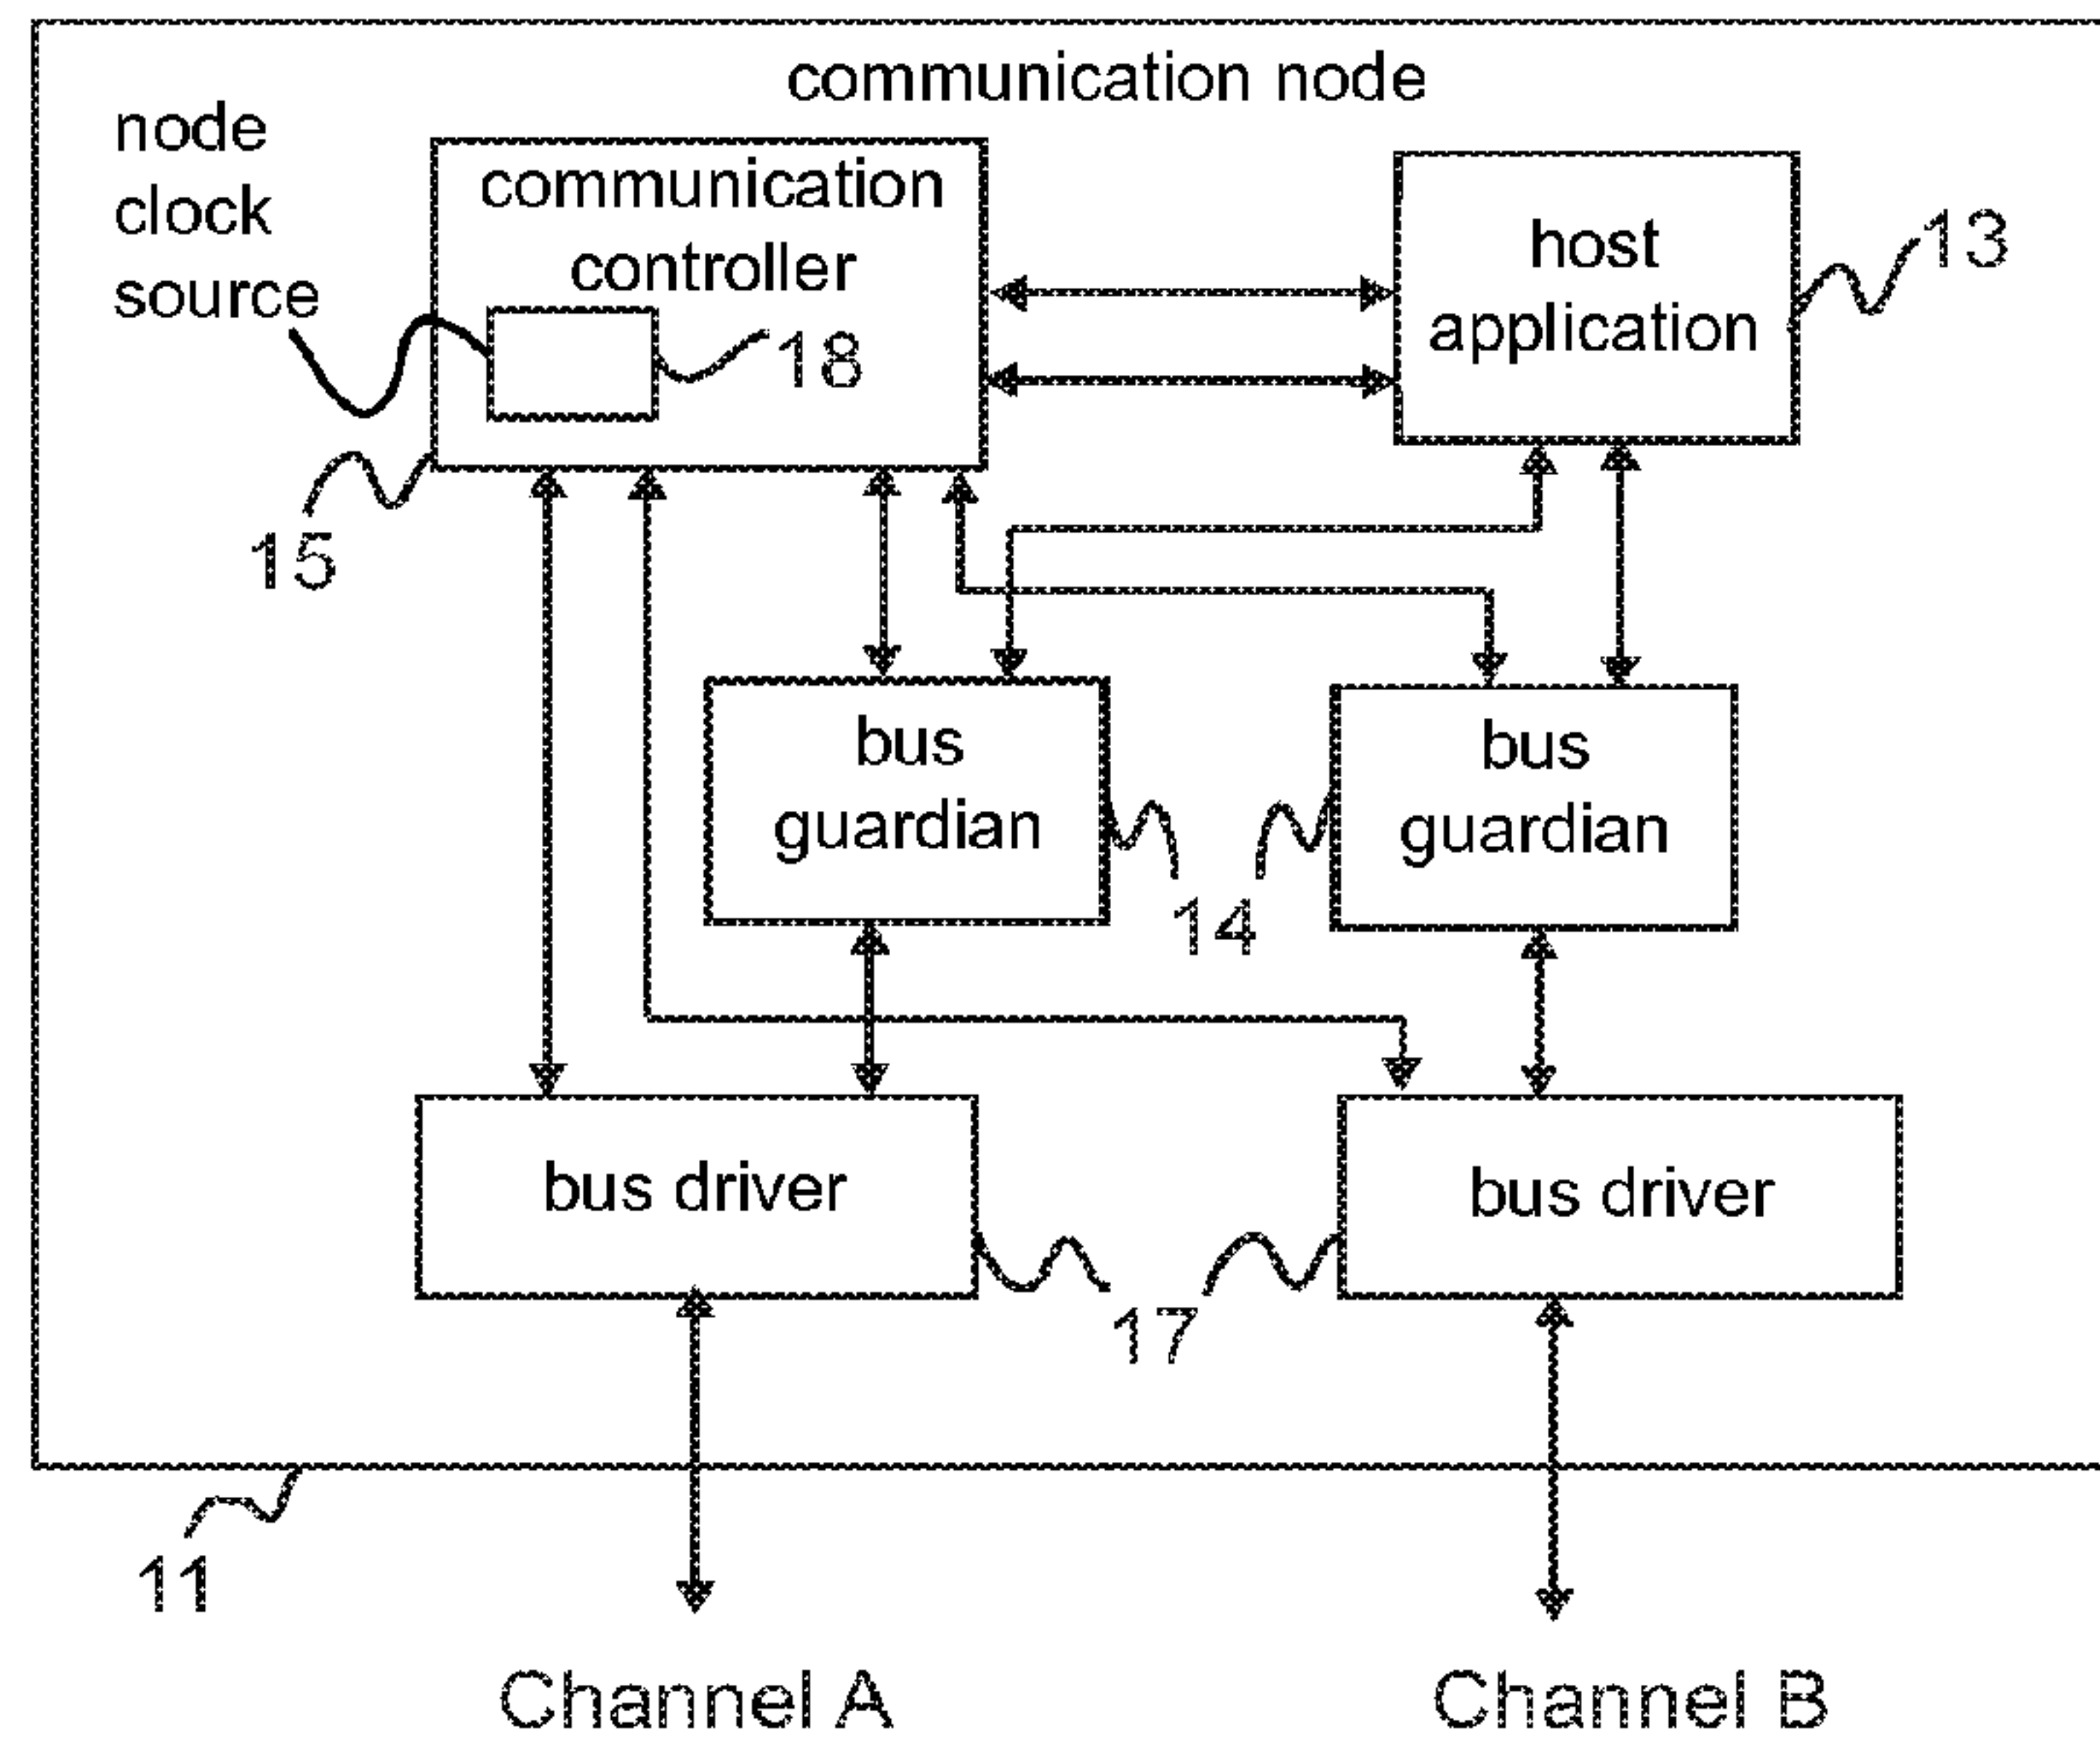 communication node
node
clock
source
communication
controller
18
host
application
13
15
bus
guardian
14
bus
guardian
bus driver
17
bus driver
11
Channel A
Channel B